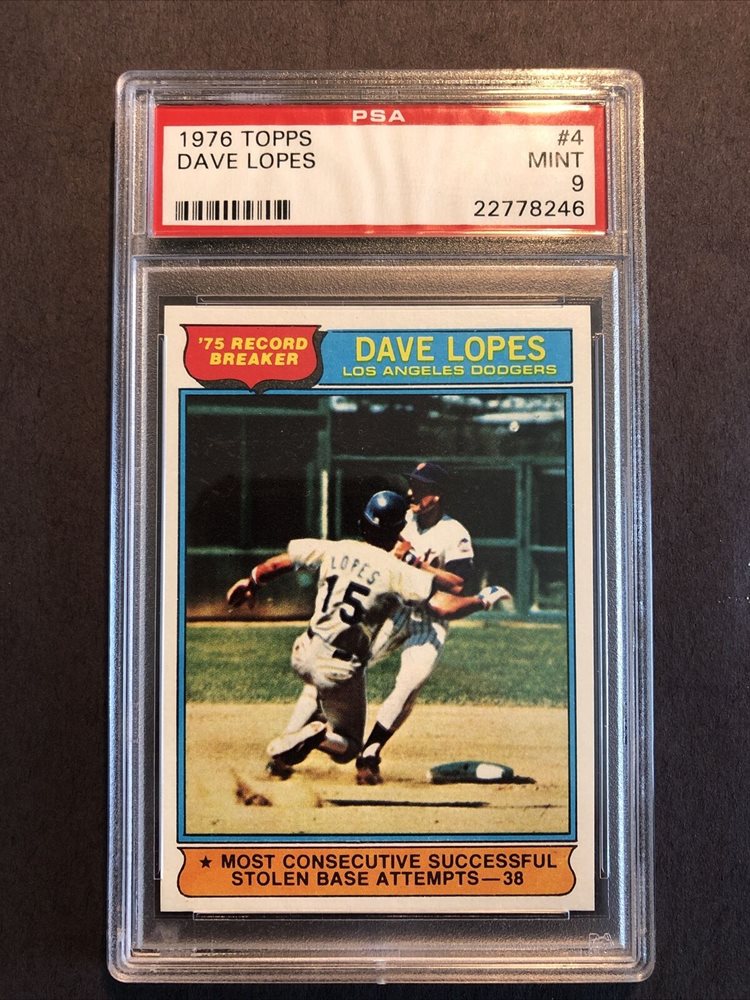 PSA
1976 TOPPS #4
DAVE LOPES MINT
9
22778246
'75 RECORD BREAKER
DAVE LOPES
LOS ANGELES DODGERS
LOPES
15
★ MOST CONSECUTIVE SUCCESSFUL
STOLEN BASE ATTEMPTS—38